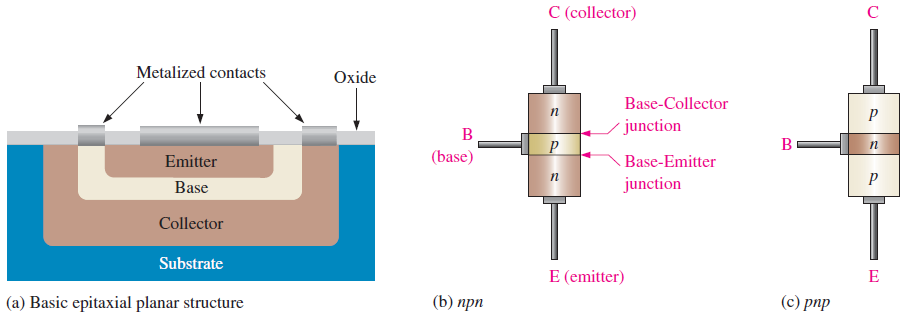 Metalized contacts
Oxide
Emitter
Base
Collector
Substrate
(a) Basic epitaxial planar structure
C (collector)
n
Base-Collector
junction
B
(base)
p
Base-Emitter
junction
n
E (emitter)
(b) npn
C
p
B
n
p
E
(c) pnp